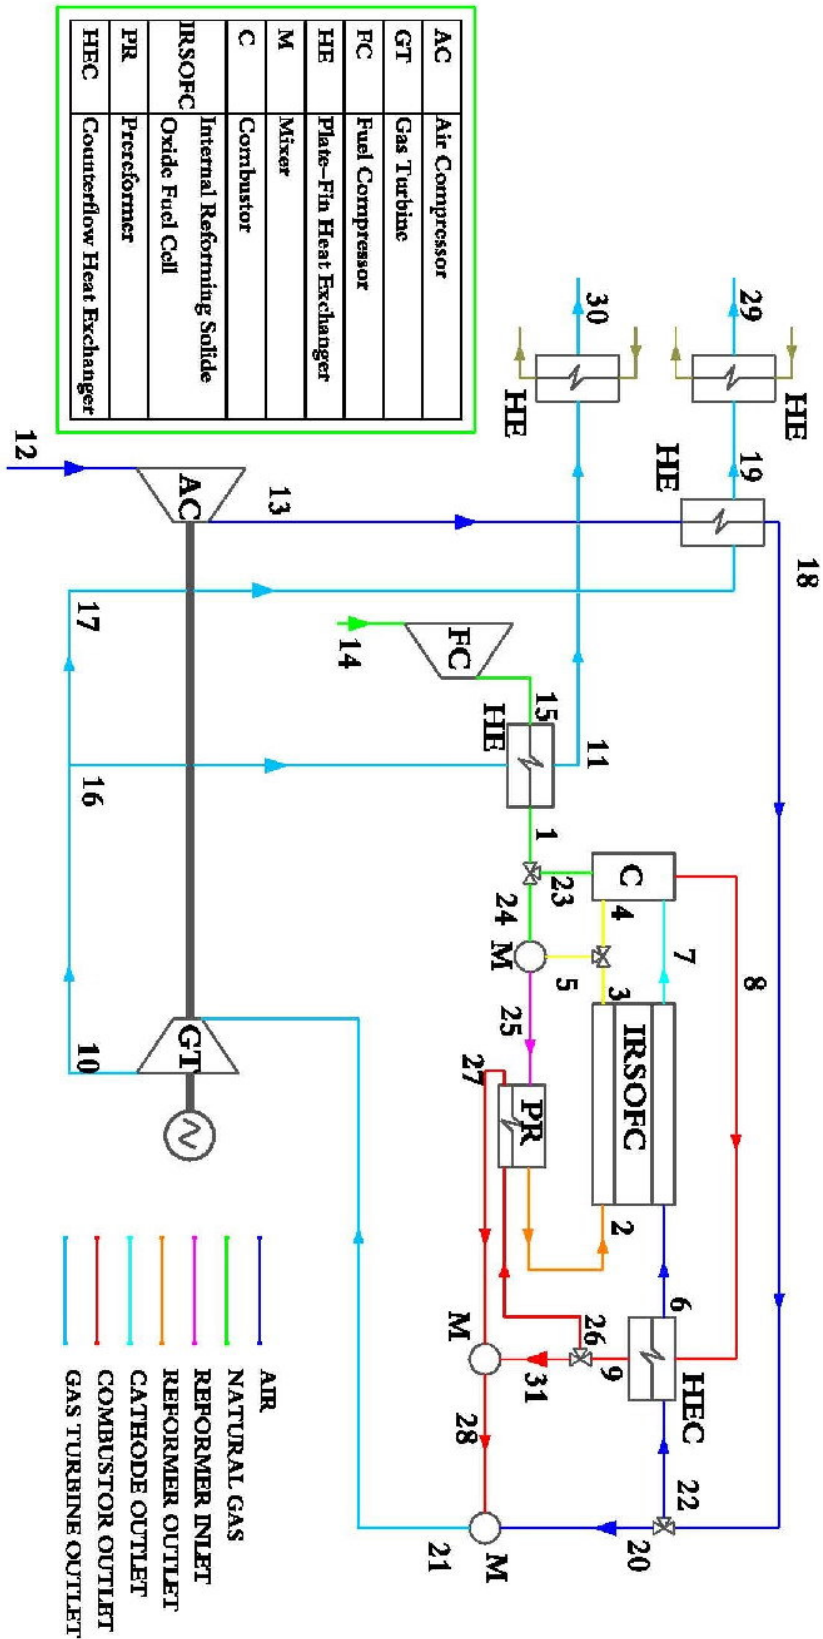 AC Air Compressor
GT Gas Turbine
FC Fuel Compressor
HE Plate-Fin Heat Exchanger
M Mixer
C Combustor
IRSOFC Internal Reforming Solide
Oxide Fuel Cell
PR Prereformer
HEC Counterflow Heat Exchanger
29
HE
19
HE
18
30
HE
13
AC
12
17
14
FC
15
HE
11
16
1
23
C
24
M
4
5
7
8
3
25
IRSOFC
27
PR
2
6
26
9
HEC
M
31
28
22
20
M
21
10
GT
AIR
NATURAL GAS
REFORMER INLET
REFORMER OUTLET
CATHODE OUTLET
COMBUSTOR OUTLET
GAS TURBINE OUTLET